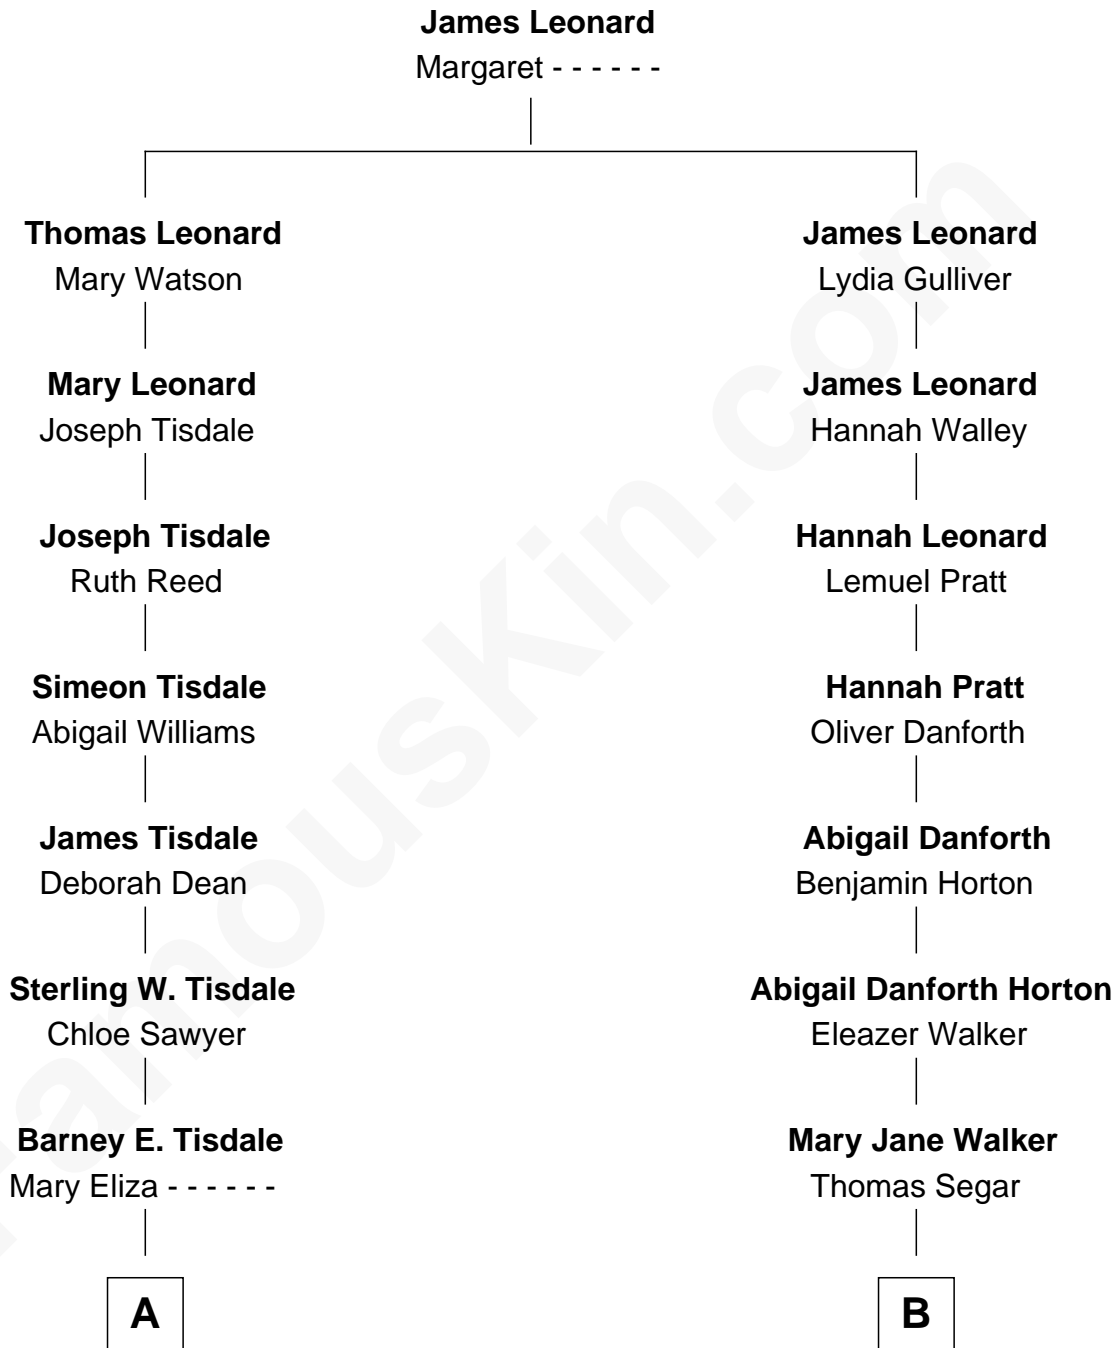 James Leonard
Margaret - - - - - -
Thomas Leonard
Mary Watson
James Leonard
Lydia Gulliver
Mary Leonard
Joseph Tisdale
James Leonard
Hannah Walley
Joseph Tisdale
Ruth Reed
Hannah Leonard
Lemuel Pratt
Simeon Tisdale
Abigail Williams
Hannah Pratt
Oliver Danforth
James Tisdale
Deborah Dean
Abigail Danforth
Benjamin Horton
Sterling W. Tisdale
Chloe Sawyer
Abigail Danforth Horton
Eleazer Walker
Barney E. Tisdale
Mary Eliza - - - - - -
Mary Jane Walker
Thomas Segar
A
B
FamousKin.com